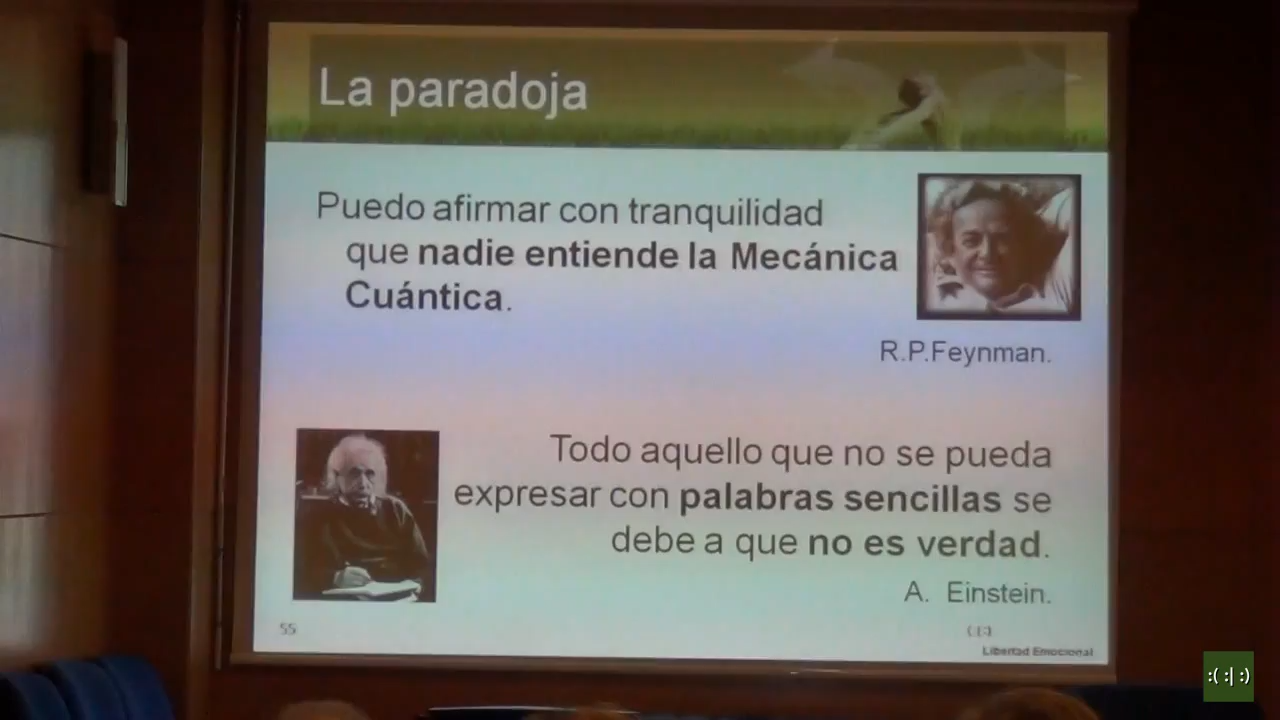 La paradoja
Puedo afirmar con tranquilidad
que nadie entiende la Mecánica
Cuántica.
R.P.Feynman.
Todo aquello que no se pueda
expresar con palabras sencillas se
debe a que no es verdad.
A. Einstein.
55
Libertad Emocional
:( :| :)